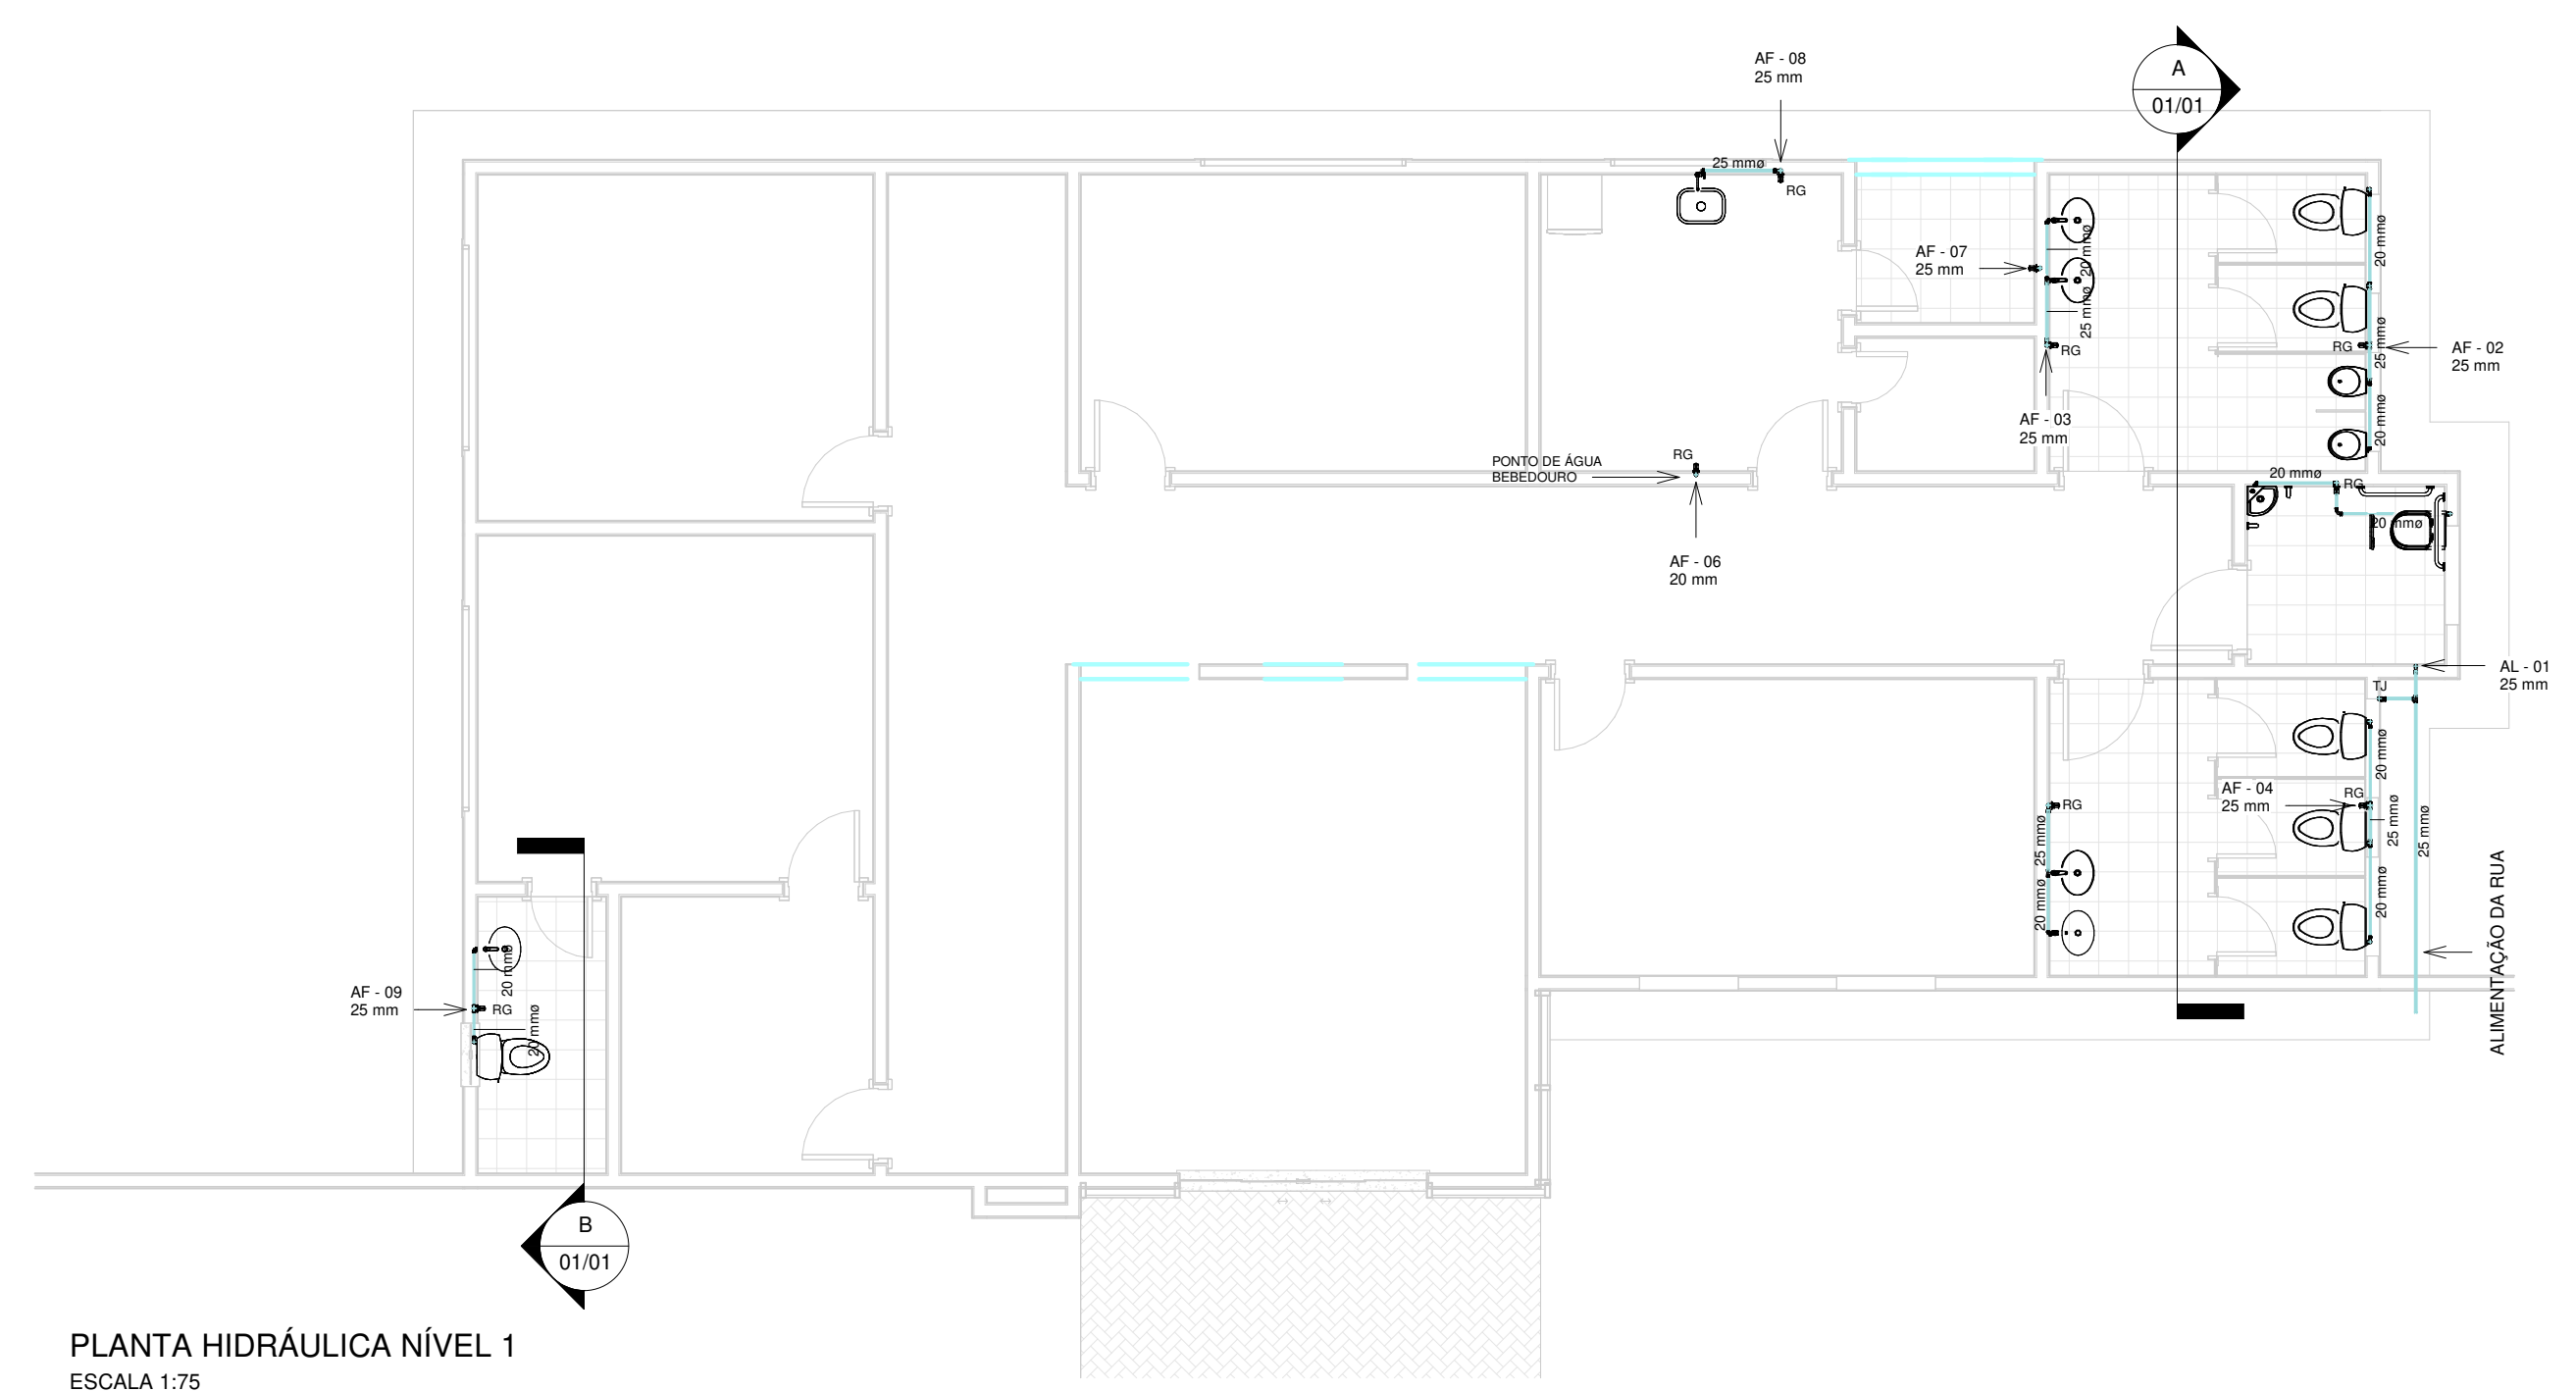 AF - 08
25 mm
A
01/01
25 mmø
RG
AF - 07
25 mm
20 mmø
25 mmø
RG
AF - 03
25 mm
20 mmø
RG
25 mmø
20 mmø
AF - 02
25 mm
PONTO DE ÁGUA
BEBEDOURO
RG
AF - 06
20 mm
20 mmø
RG
20 mmø
AL - 01
25 mm
TJ
20 mmø
AF - 04
25 mm
RG
25 mmø
20 mmø
25 mmø
RG
25 mmø
20 mmø
ALIMENTAÇÃO DA RUA
AF - 09
25 mm
20 mmø
RG
20 mmø
B
01/01
PLANTA HIDRÁULICA NÍVEL 1
ESCALA 1:75